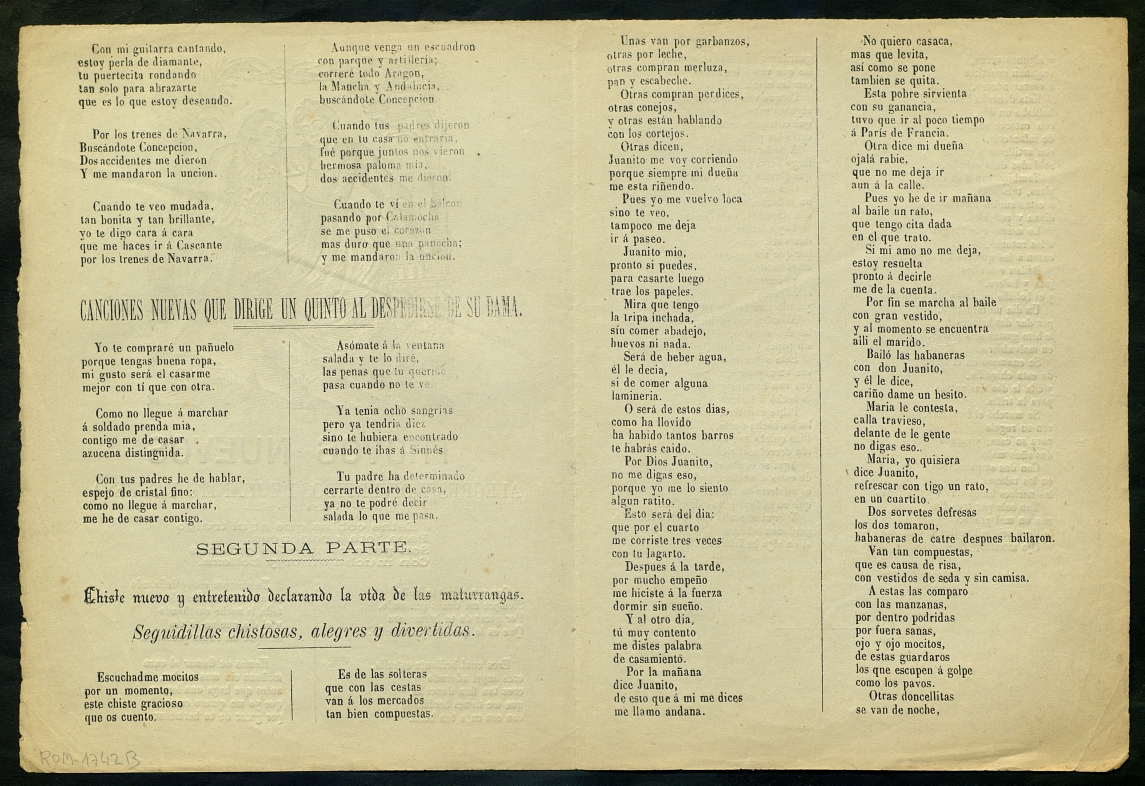 Con mi guitarra cantando,
estoy perla de diamante,
tu puertecita rondando
tan solo para abrazarte
que es lo que estoy deseando.
Por los trenes de Navarra,
Buscándote Concepcion,
Dos accidentes me dieron
Y me mandaron la uncion.
Cuando te veo mudada,
tan bonita y tan brillante,
yo te digo cara á cara
que me haces ir á Cascante
por los trenes de Navarra.
Aunque venga un escuadron
con parque y artilleria;
correré todo Aragon,
la Mancha y Andalucia,
buscándote Concepcion
Cuando tus padres dijeron
que en tu casa no entraria,
fué porque juntos nos vieron
hermosa paloma mia,
dos accidentes me dieron.
Cuando te ví en el balcon
pasando por Calamocha
se me puso el corazon
mas duro que una panocha;
y me mandaron la uncion.
CANCIONES NUEVAS QUE DIRIGE UN QUINTO AL DESPEDIRSE DE SU DAMA.
Yo te compraré un pañuelo
porque tengas buena ropa,
mi gusto será el casarme
mejor con tí que con otra.
Como no llegue á marchar
á soldado prenda mia,
contigo me de casar
azucena distinguida.
Con tus padres he de hablar,
espejo de cristal fino:
como no llegue á marchar,
me he de casar contigo.
Asómate á la ventana
salada y te lo diré,
las penas que tu querido
pasa cuando no te ve.
Ya tenia ocho sangrias
pero ya tendria diez
sino te hubiera encontrado
cuando te ibas á Sinués
Tu padre ha determinado
cerrarte dentro de casa,
ya no te podré decir
salada lo que me pasa.
SEGUNDA PARTE.
Chiste nuevo y entretenido declarando la vtda de las maturrangas.
Seguidillas chistosas, alegres y divertidas.
Escuchadme mocitos
por un momento,
este chiste gracioso
que os cuento.
Es de las solteras
que con las cestas
van á los mercados
tan bien compuestas.
Unas van por garbanzos,
otras por leche,
otras compran merluza,
pan y escabeche.
Otras compran perdices,
otras conejos,
y otras están hablando
con los cortejos.
Otras dicen,
Juanito me voy corriendo
porque siempre mi dueña
me esta riñendo.
Pues yo me vuelvo loca
sino te veo,
tampoco me deja
ir á paseo.
Juanito mio,
pronto si puedes,
para casarte luego
trae los papeles.
Mira que tengo
la tripa inchada,
sin comer abadejo,
huevos ni nada.
Será de beber agua,
él le decia,
si de comer alguna
lamineria.
O será de estos dias,
como ha llovido
ha habido tantos barros
te habrás caido.
Por Dios Juanito,
no me digas eso,
porque yo me lo siento
algun ratito.
Esto será del dia:
que por el cuarto
me corriste tres veces
con tu lagarto.
Despues á la tarde,
por mucho empeño
me hiciste á la fuerza
dormir sin sueño.
Y al otro dia,
tú muy contento
me distes palabra
de casamiento.
Por la mañana
dice Juanito,
de esto que á mi me dices
me llamo andana.
No quiero casaca,
mas que levita,
así como se pone
tambien se quita.
Esta pobre sirvienta
con su ganancia,
tuvo que ir al poco tiempo
á París de Francia.
Otra dice mi dueña
ojalá rabie,
que no me deja ir
aun á la calle.
Pues yo he de ir mañana
al baile un rato,
que tengo cita dada
en el que trato.
Si mi amo no me deja,
estoy resuelta
pronto á decirle
me de la cuenta.
Por fin se marcha al baile
con gran vestido,
y al momento se encuentra
alli el marido.
Bailó las habaneras
con don Juanito,
y él le dice,
cariño dame un besito.
Maria le contesta,
calla travieso,
delante de le gente
no digas eso.
Maria, yo quisiera
dice Juanito,
refrescar con tigo un rato,
en un cuartito.
Dos sorvetes defresas
los dos tomaron,
habaneras de catre despues bailaron.
Van tan compuestas,
que es causa de risa,
con vestidos de seda y sin camisa.
A estas las comparo
con las manzanas,
por dentro podridas
por fuera sanas,
ojo y ojo mocitos,
de estas guardaros
los que escupen á golpe
como los pavos.
Otras doncellitas
se van de noche,
ROM-1742B